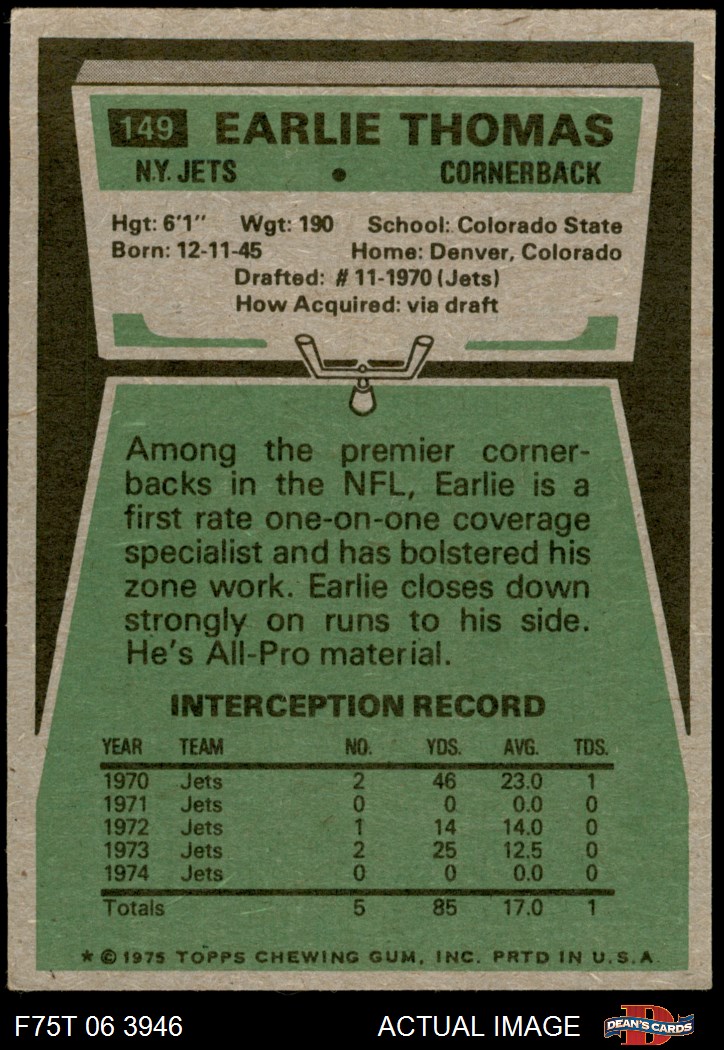 149 EARLIE THOMAS
N.Y. JETS • CORNERBACK
Hgt: 6'1" Wgt: 190 School: Colorado State
Born: 12-11-45 Home: Denver, Colorado
Drafted: # 11-1970 (Jets)
How Acquired: via draft
Among the premier corner-
backs in the NFL, Earlie is a
first rate one-on-one coverage
specialist and has bolstered his
zone work. Earlie closes down
strongly on runs to his side.
He's All-Pro material.
INTERCEPTION RECORD
YEAR TEAM NO. YDS. AVG. TDS.
1970 Jets 2 46 23.0 1
1971 Jets 0 0 0.0 0
1972 Jets 1 14 14.0 0
1973 Jets 2 25 12.5 0
1974 Jets 0 0 0.0 0
Totals 5 85 17.0 1
★ © 1975 TOPPS CHEWING GUM, INC. PRTD IN U.S.A.
F75T 06 3946 ACTUAL IMAGE D DEAN'S CARDS